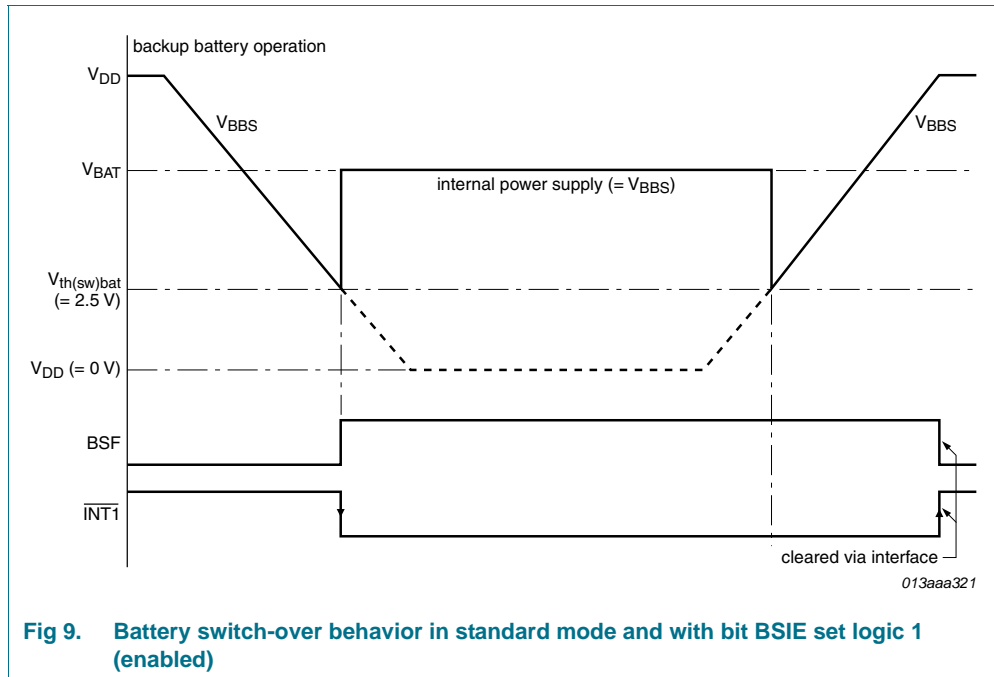 backup battery operation
VDD
VBBS
VBBS
VBAT
internal power supply (= VBBS)
Vth(sw)bat
(= 2.5 V)
VDD (= 0 V)
BSF
INT1
cleared via interface
013aaa321
Fig 9. Battery switch-over behavior in standard mode and with bit BSIE set logic 1
(enabled)